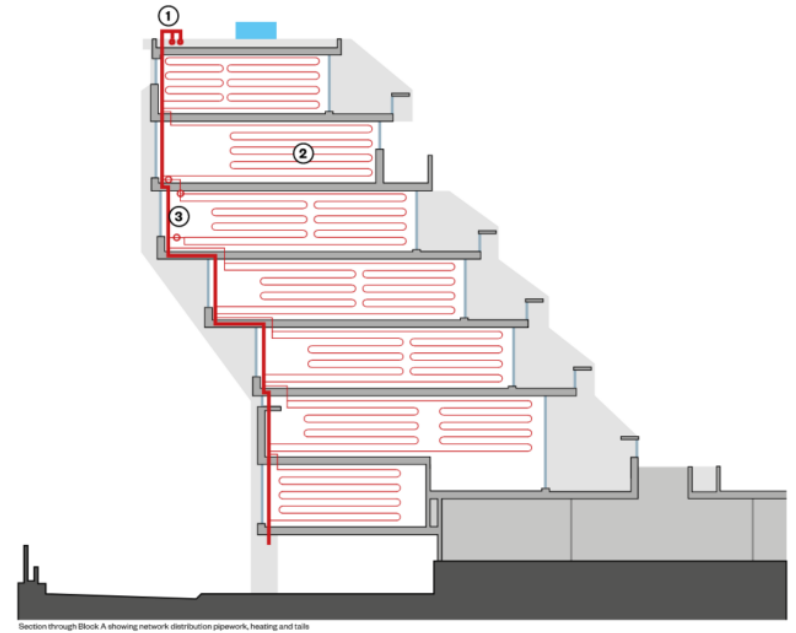 1
2
3
Section through Block A showing network distribution pipework, heating and tails